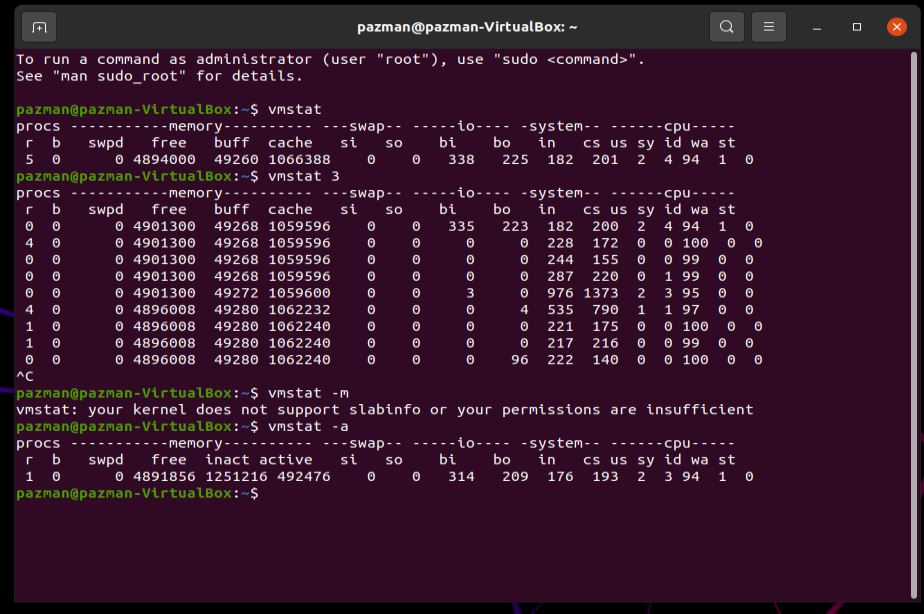 pazman@pazman-VirtualBox: ~
To run a command as administrator (user "root"), use "sudo <command>".
See "man sudo_root" for details.
pazman@pazman-VirtualBox:~$ vmstat
procs -----------memory---------- ---swap-- -----io---- -system-- ------cpu-----
 r  b   swpd   free   buff  cache   si   so    bi    bo   in   cs us sy id wa st
 5  0      0 4894000  49260 1066388    0    0   338   225  182  201  2  4 94  1  0
pazman@pazman-VirtualBox:~$ vmstat 3
procs -----------memory---------- ---swap-- -----io---- -system-- ------cpu-----
 r  b   swpd   free   buff  cache   si   so    bi    bo   in   cs us sy id wa st
 0  0      0 4901300  49268 1059596    0    0   335   223  182  200  2  4 94  1  0
 4  0      0 4901300  49268 1059596    0    0     0     0  228  172  0  0 100  0  0
 0  0      0 4901300  49268 1059596    0    0     0     0  244  155  0  0 99  0  0
 0  0      0 4901300  49268 1059596    0    0     0     0  287  220  0  1 99  0  0
 0  0      0 4901300  49272 1059600    0    0     3     0  976 1373  2  3 95  0  0
 4  0      0 4896008  49280 1062232    0    0     0     4  535  790  1  1 97  0  0
 1  0      0 4896008  49280 1062240    0    0     0     0  221  175  0  0 100  0  0
 1  0      0 4896008  49280 1062240    0    0     0     0  217  216  0  0 99  0  0
 0  0      0 4896008  49280 1062240    0    0     0    96  222  140  0  0 100  0  0
^C
pazman@pazman-VirtualBox:~$ vmstat -m
vmstat: your kernel does not support slabinfo or your permissions are insufficient
pazman@pazman-VirtualBox:~$ vmstat -a
procs -----------memory---------- ---swap-- -----io---- -system-- ------cpu-----
 r  b   swpd   free  inact active   si   so    bi    bo   in   cs us sy id wa st
 1  0      0 4891856 1251216 492476    0    0   314   209  176  193  2  3 94  1  0
pazman@pazman-VirtualBox:~$